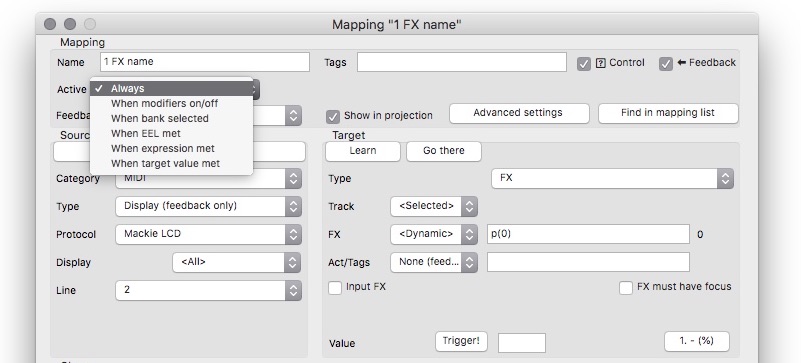 Mapping "1 FX name"
Mapping
Name 1 FX name Tags ? Control Feedback
Active
✓ Always
When modifiers on/off
When bank selected
When EEL met
When expression met
When target value met
Show in projection Advanced settings Find in mapping list
Target
Learn Go there
Category MIDI
Type Display (feedback only)
Protocol Mackie LCD
Display <All>
Line 2
Type FX
Track <Selected>
FX <Dynamic> p(0) 0
Act/Tags None (feed...
Input FX FX must have focus
Value Trigger! 1. - (%)